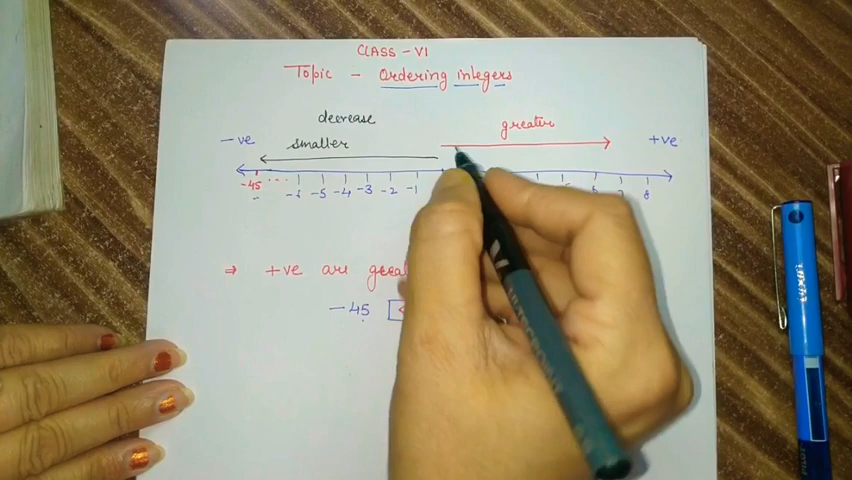 CLASS - VI
Topic - Ordering integers
decrease
greater
-ve smaller +ve
-45 .... -5 -4 -3 -2 -1 8
⇒ +ve are
-45 <
PILOT